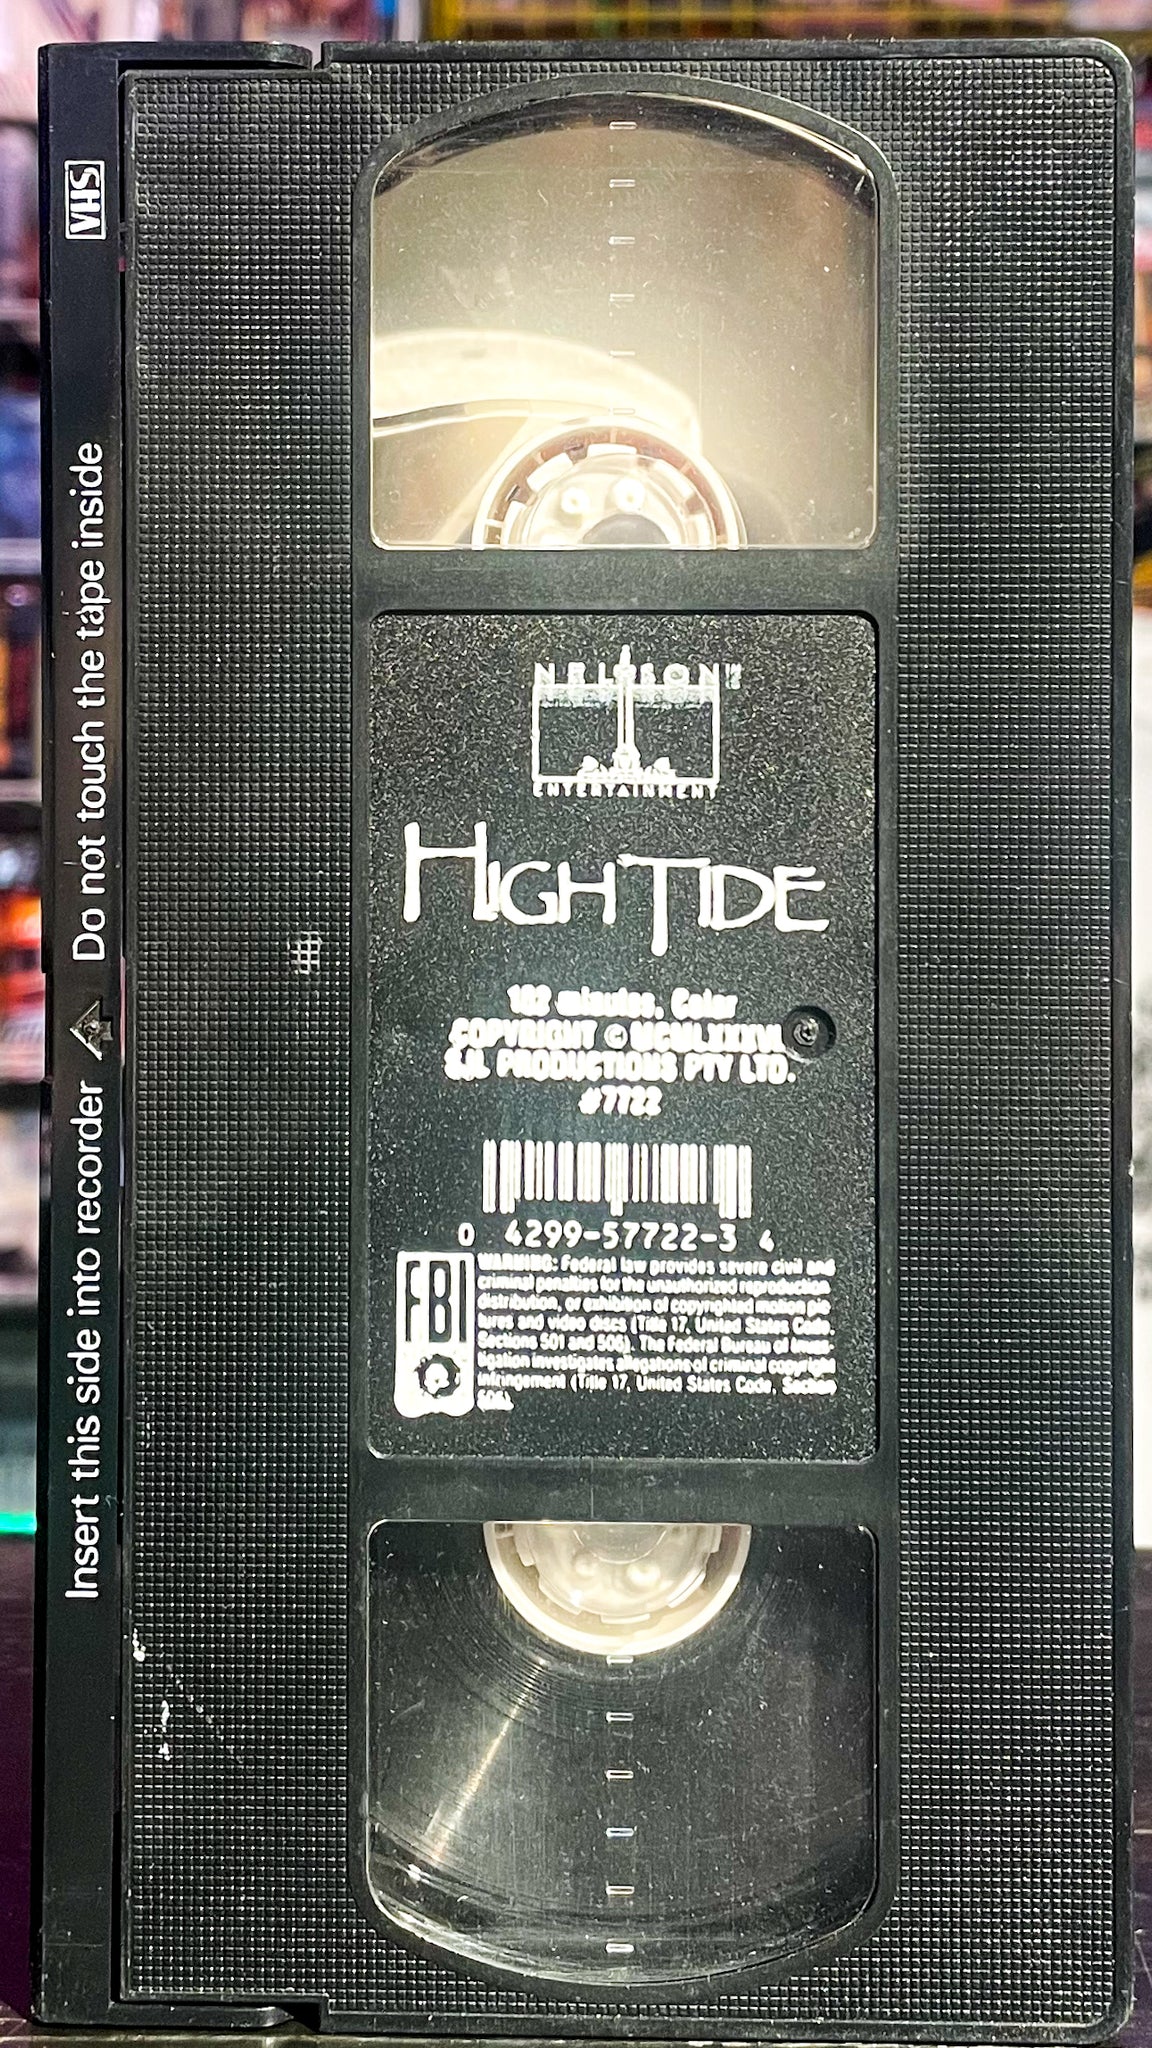 VHS
Do not touch the tape inside
Insert this side into recorder
NELSON
ENTERTAINMENT
HIGH TIDE
102 minutes, Color
COPYRIGHT ©
S.L. PRODUCTIONS PTY LTD.
#7722
0 4299-57722-3 4
FBI
WARNING: Federal law provides severe civil and
criminal penalties for the unauthorized reproduction
distribution, or exhibition of copyrighted motion pic
tures and video discs (Title 17, United States Code,
Sections 501 and 506). The Federal Bureau of Inves-
tigation investigates allegations of criminal copyright
infringement (Title 17, United States Code, Section
506).